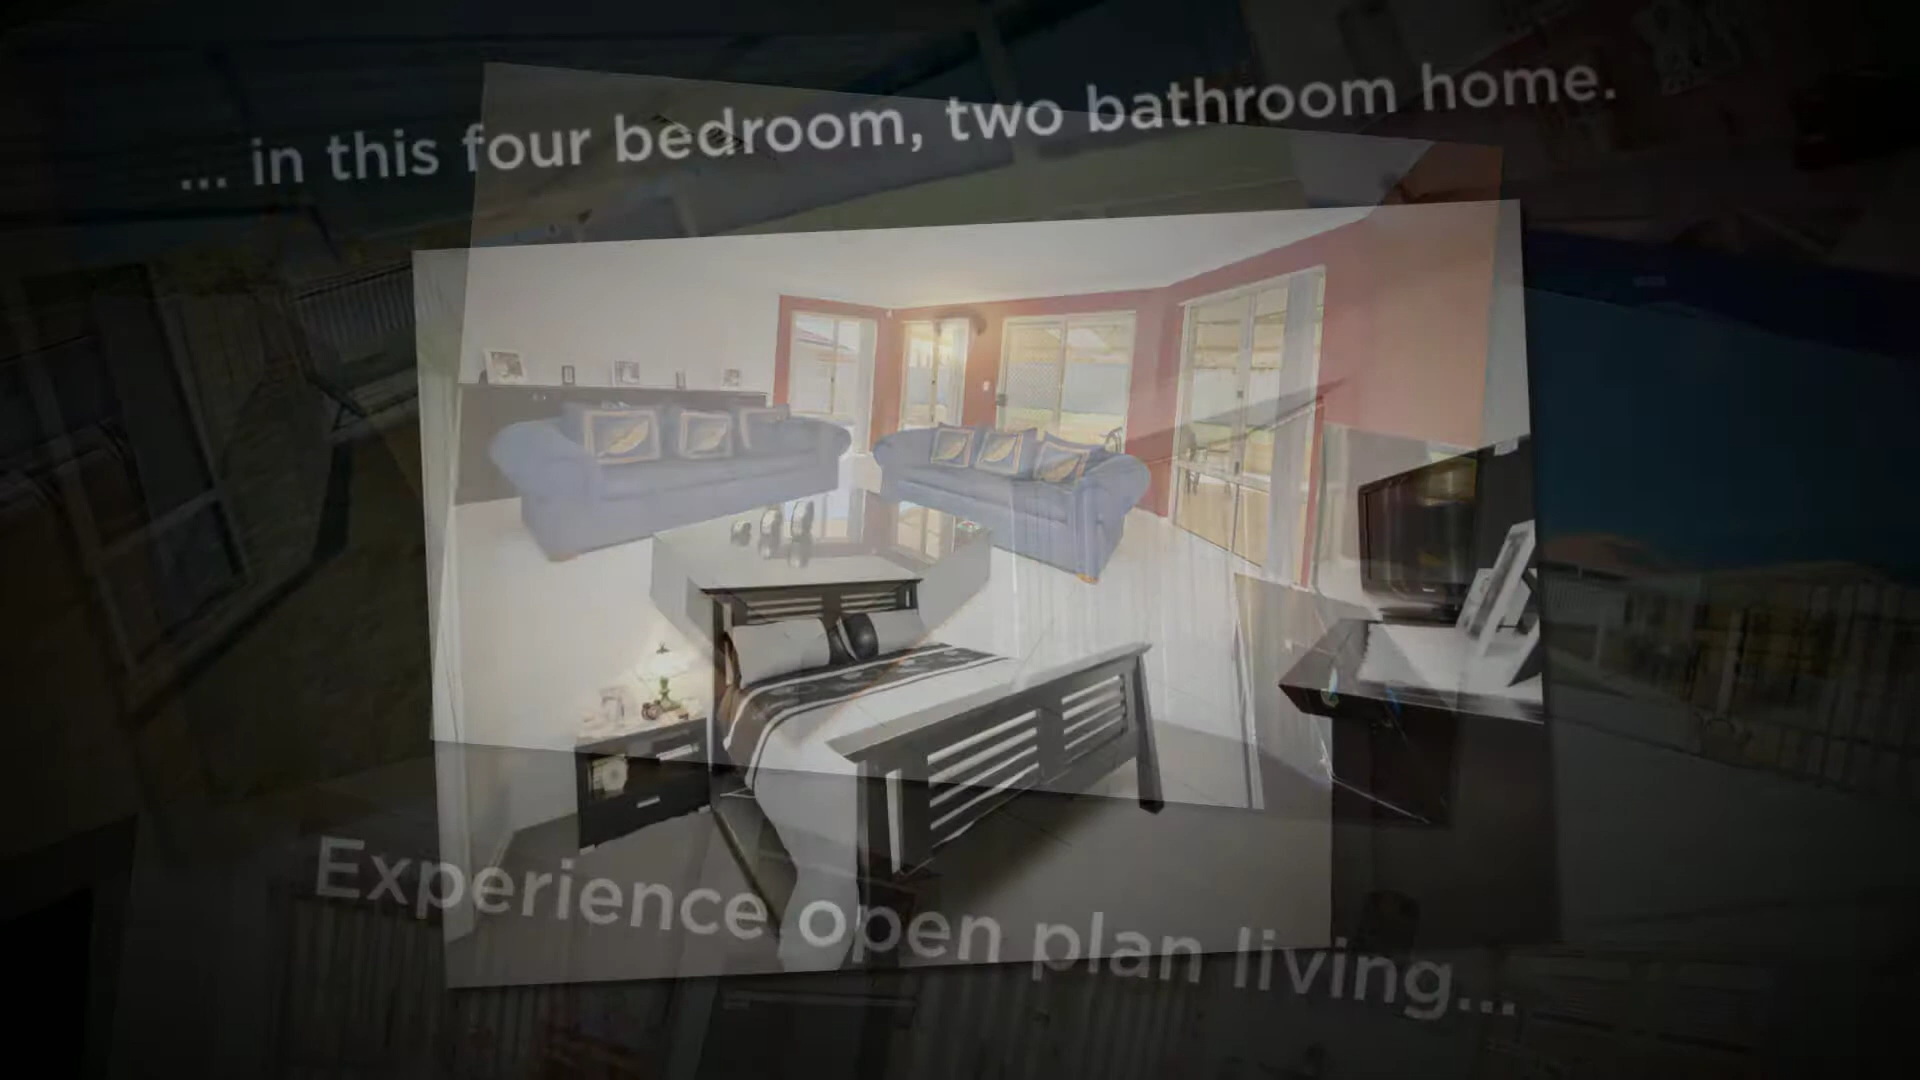 ... in this four bedroom, two bathroom home.
Experience open plan living...